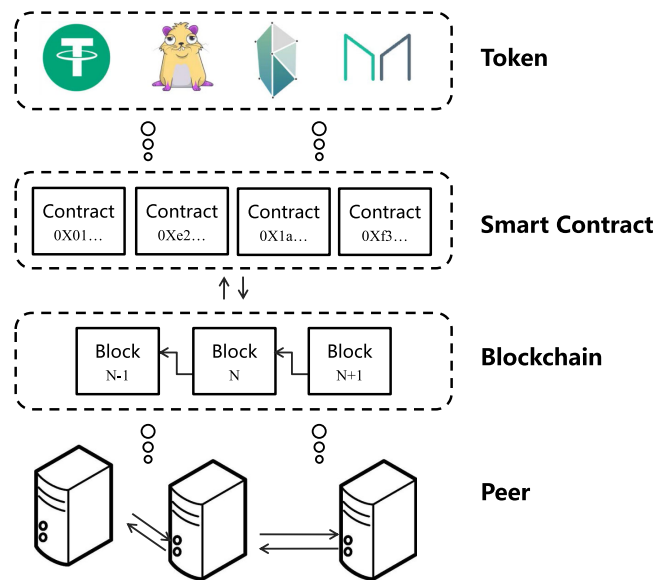 Token
Contract
0X01...
Contract
0Xe2...
Contract
0X1a...
Contract
0Xf3...
Smart Contract
Block
N-1
Block
N
Block
N+1
Blockchain
Peer